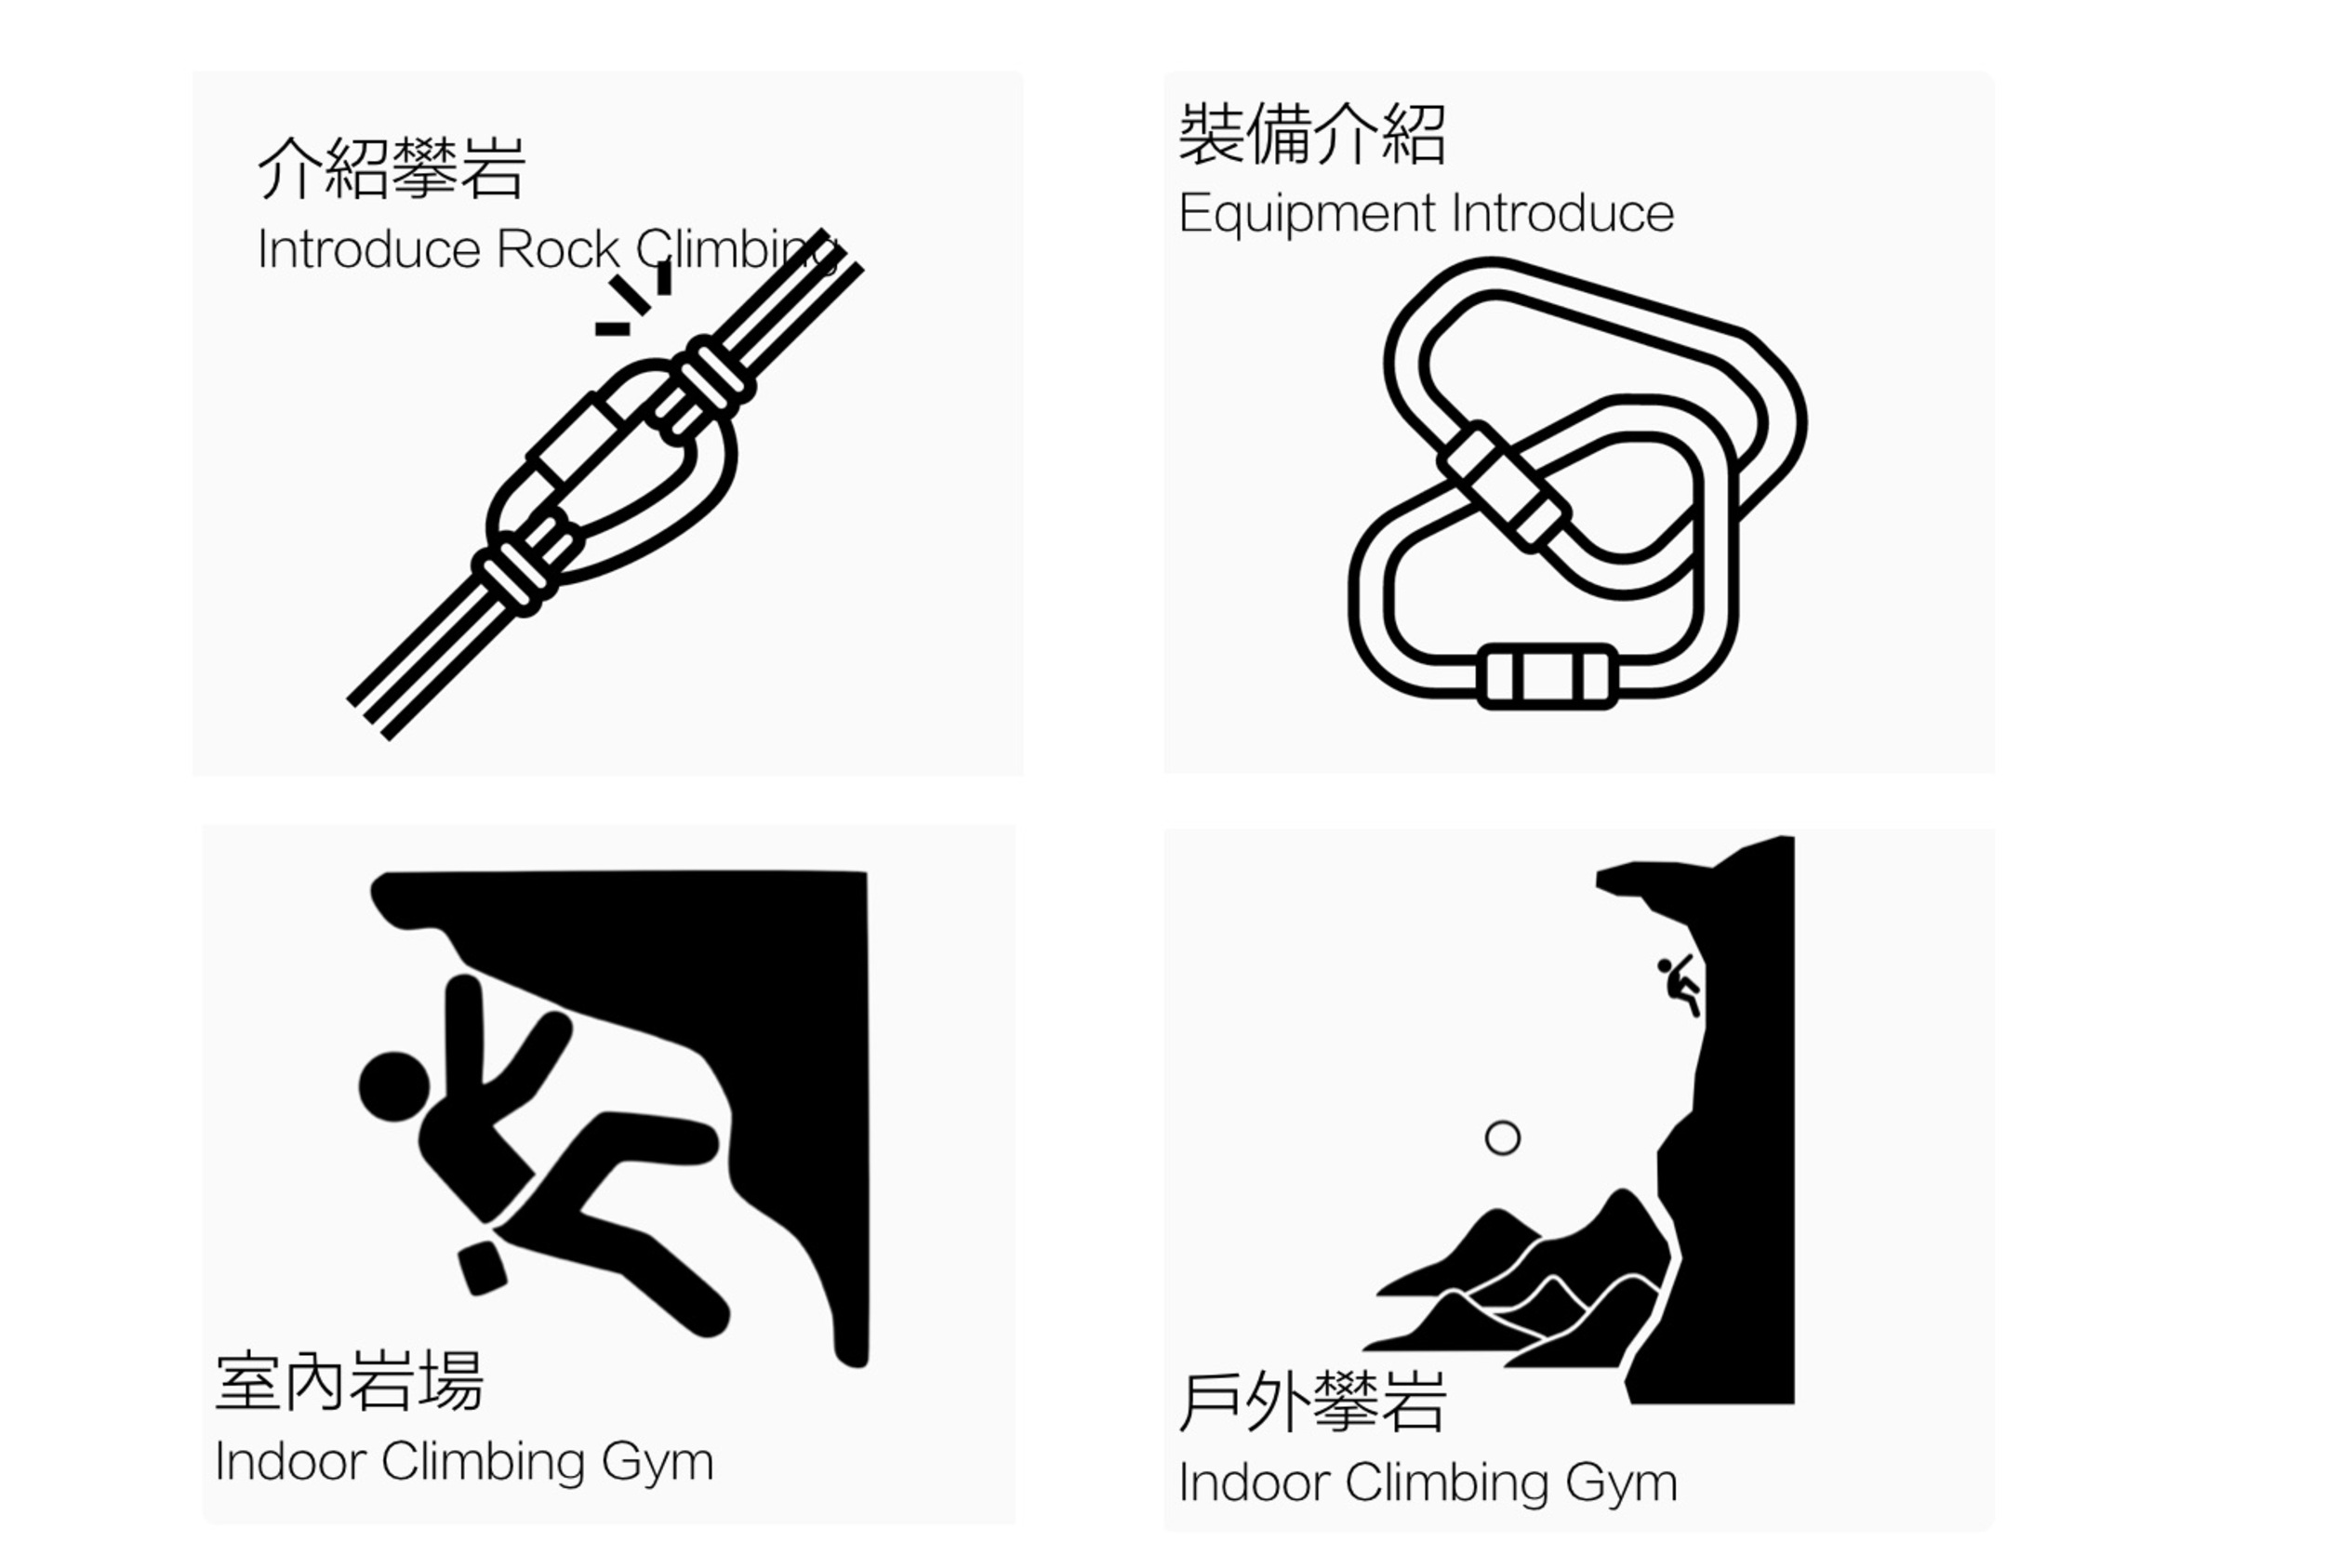 介紹攀岩
Introduce Rock Climbing
裝備介紹
Equipment Introduce
室內岩場
Indoor Climbing Gym
戶外攀岩
Indoor Climbing Gym